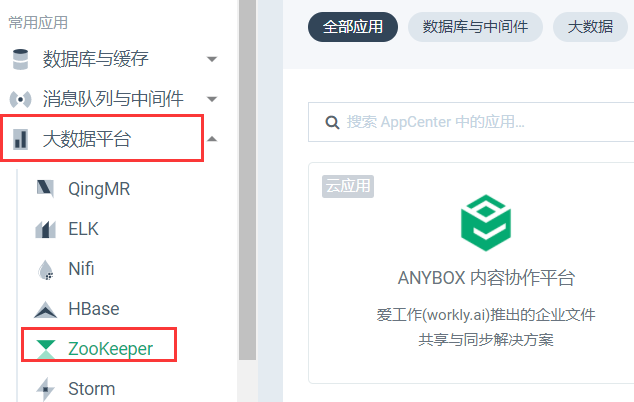 常用应用
数据库与缓存
消息队列与中间件
大数据平台
QingMR
ELK
Nifi
HBase
ZooKeeper
Storm
全部应用
数据库与中间件
大数据
搜索 AppCenter 中的应用...
云应用
ANYBOX 内容协作平台
爱工作(workly.ai)推出的企业文件
共享与同步解决方案